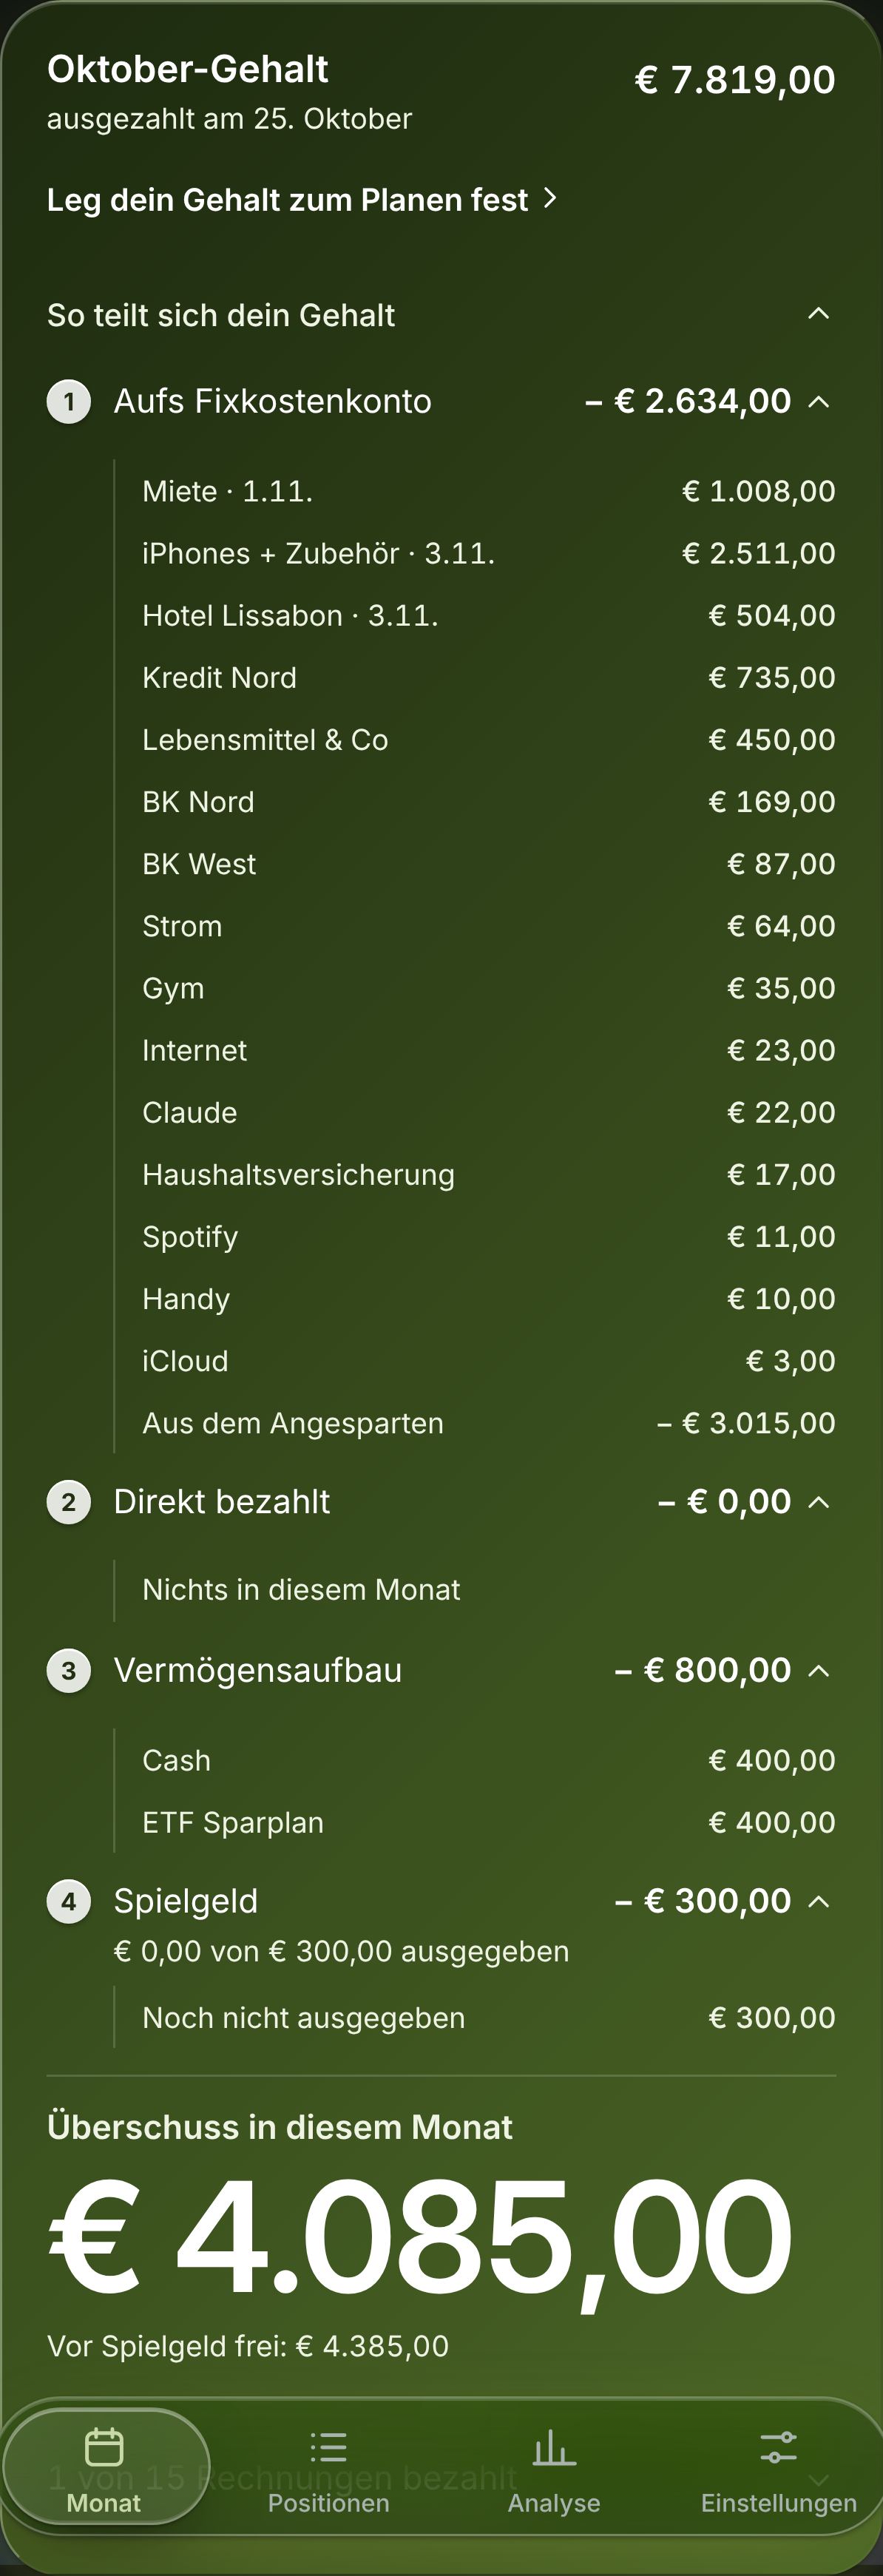 Oktober-Gehalt
€ 7.819,00
ausgezahlt am 25. Oktober
Leg dein Gehalt zum Planen fest
So teilt sich dein Gehalt
1 Aufs Fixkostenkonto – € 2.634,00
Miete · 1.11. € 1.008,00
iPhones + Zubehör · 3.11. € 2.511,00
Hotel Lissabon · 3.11. € 504,00
Kredit Nord € 735,00
Lebensmittel & Co € 450,00
BK Nord € 169,00
BK West € 87,00
Strom € 64,00
Gym € 35,00
Internet € 23,00
Claude € 22,00
Haushaltsversicherung € 17,00
Spotify € 11,00
Handy € 10,00
iCloud € 3,00
Aus dem Angesparten – € 3.015,00
2 Direkt bezahlt – € 0,00
Nichts in diesem Monat
3 Vermögensaufbau – € 800,00
Cash € 400,00
ETF Sparplan € 400,00
4 Spielgeld – € 300,00
€ 0,00 von € 300,00 ausgegeben
Noch nicht ausgegeben € 300,00
Überschuss in diesem Monat
€ 4.085,00
Vor Spielgeld frei: € 4.385,00
1 von 15 Rechnungen bezahlt
Monat Positionen Analyse Einstellungen